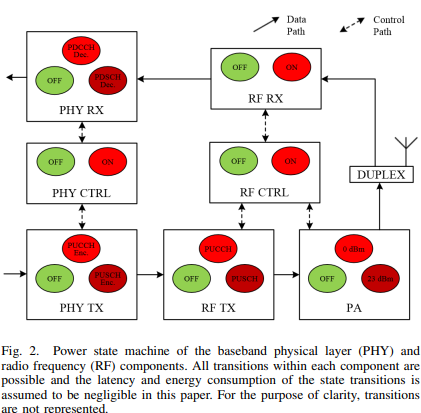 Data
Path
Control
Path
PDCCH
Dec.
OFF
PDSCH
Dec.
PHY RX
OFF
ON
RF RX
OFF
ON
PHY CTRL
OFF
ON
RF CTRL
DUPLEX
PUCCH
Enc.
OFF
PUSCH
Enc.
PHY TX
PUCCH
OFF
PUSCH
RF TX
0 dBm
OFF
23 dBm
PA
Fig. 2. Power state machine of the baseband physical layer (PHY) and
radio frequency (RF) components. All transitions within each component are
possible and the latency and energy consumption of the state transitions is
assumed to be negligible in this paper. For the purpose of clarity, transitions
are not represented.